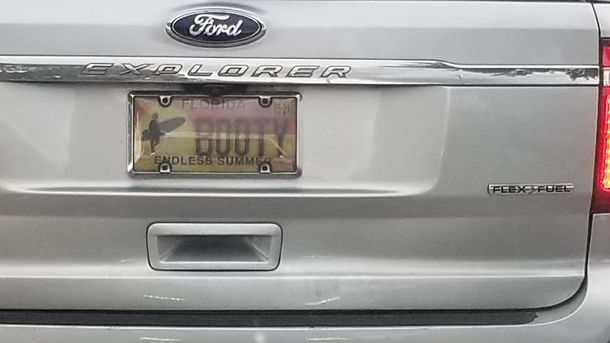 Ford
EXPLORER
FLORIDA
BOOTY
ENDLESS SUMMER
FLEX FUEL